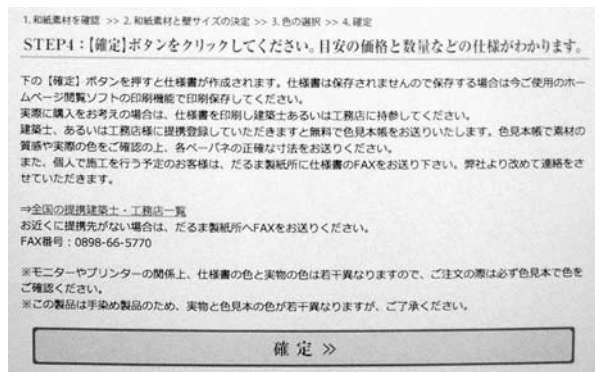 1. 和紙素材を確認 >> 2. 和紙素材と壁サイズの決定 >> 3. 色の選択 >> 4. 確定
STEP4：【確定】ボタンをクリックしてください。目安の価格と数量などの仕様がわかります。
下の【確定】ボタンを押すと仕様書が作成されます。仕様書は保存されませんので保存する場合は今ご使用のホー
ムページ閲覧ソフトの印刷機能で印刷保存してください。
実際に購入をお考えの場合は、仕様書を印刷し建築士あるいは工務店に持参してください。
建築士、あるいは工務店様に提携登録していただきますと無料で色見本帳をお送りいたします。色見本帳で素材の
質感や実際の色をご確認の上、各ペーパネの正確な寸法をお送りください。
また、個人で施工を行う予定のお客様は、だるま製紙所に仕様書のFAXをお送り下さい。弊社より改めて連絡をさ
せていただきます。
⇒全国の提携建築士・工務店一覧
お近くに提携先がない場合は、だるま製紙所へFAXをお送りください。
FAX番号：0898-66-5770
※モニターやプリンターの関係上、仕様書の色と実物の色は若干異なりますので、ご注文の際は必ず色見本で色を
ご確認ください。
※この製品は手染め製品のため、実物と色見本の色が若干異なりますが、ご了承ください。
確 定 ≫